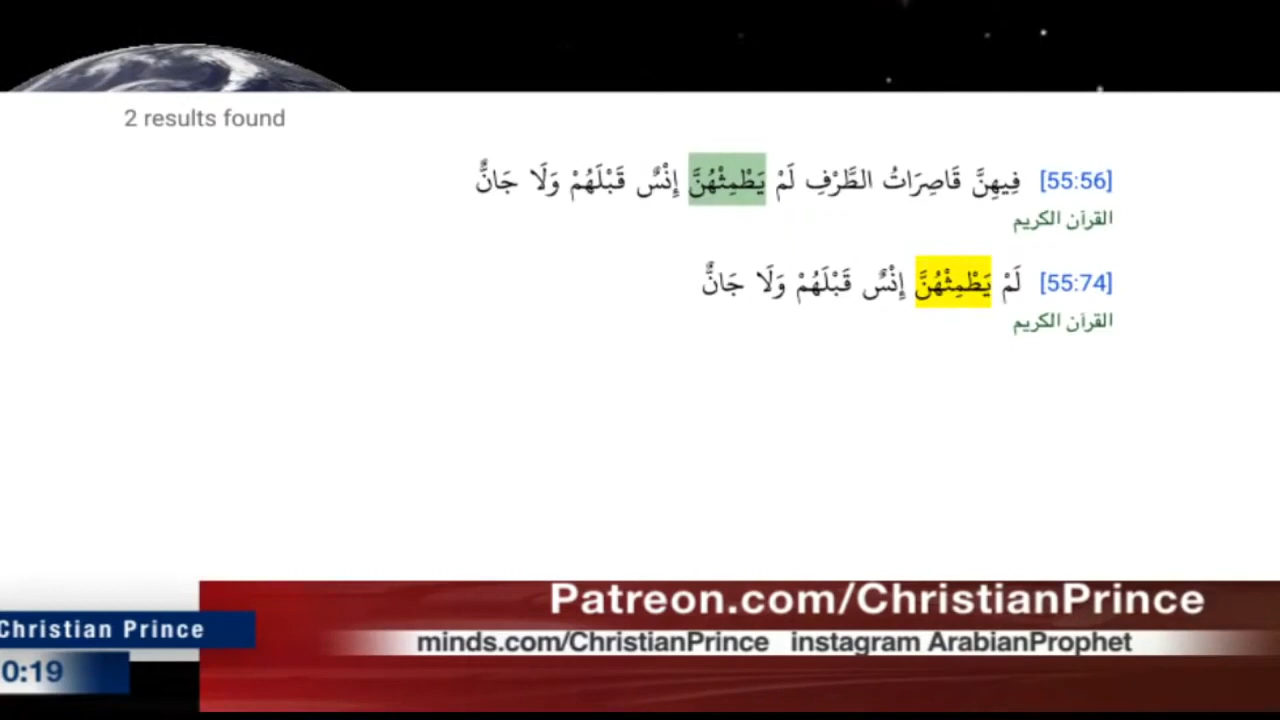 2 results found
[55:56] فِيهِنَّ قَاصِرَاتُ الطَّرْفِ لَمْ يَطْمِثْهُنَّ إِنْسٌ قَبْلَهُمْ وَلَا جَانٌّ
القرآن الكريم
[55:74] لَمْ يَطْمِثْهُنَّ إِنْسٌ قَبْلَهُمْ وَلَا جَانٌّ
القرآن الكريم
Patreon.com/ChristianPrince
Christian Prince
minds.com/ChristianPrince instagram ArabianProphet
0:19